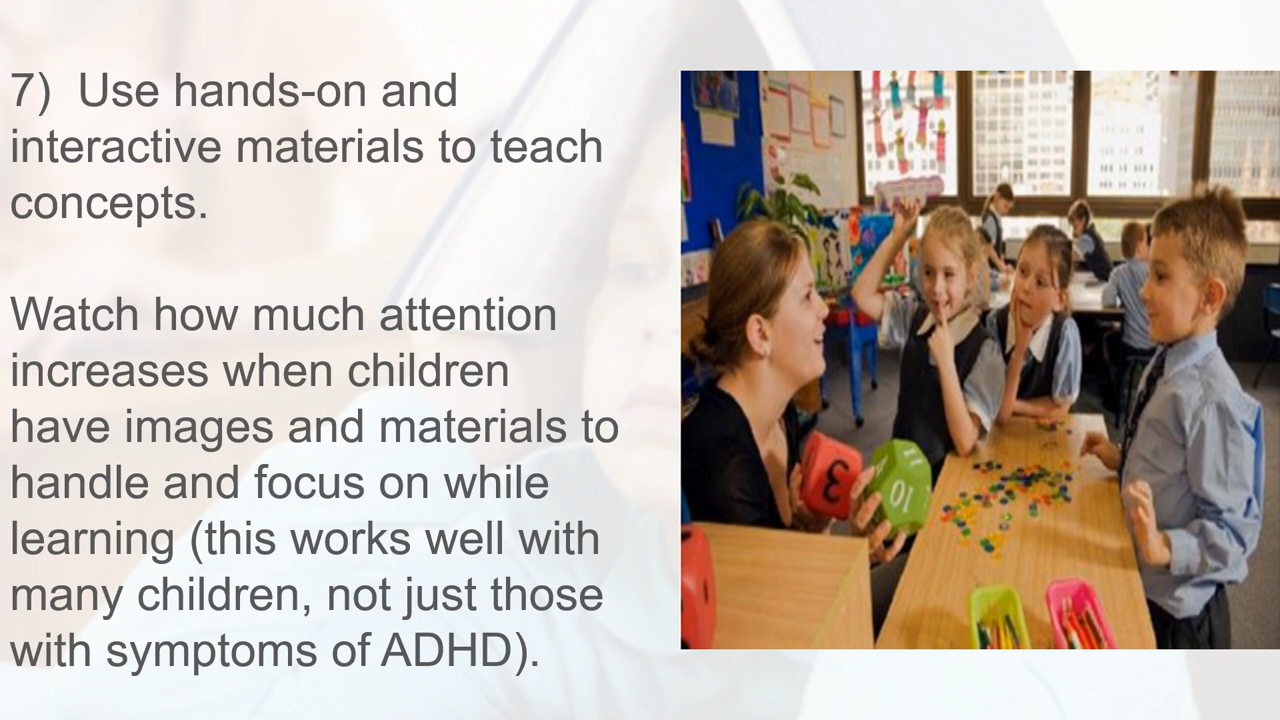 7)  Use hands-on and
interactive materials to teach
concepts.
Watch how much attention
increases when children
have images and materials to
handle and focus on while
learning (this works well with
many children, not just those
with symptoms of ADHD).
3
11
10